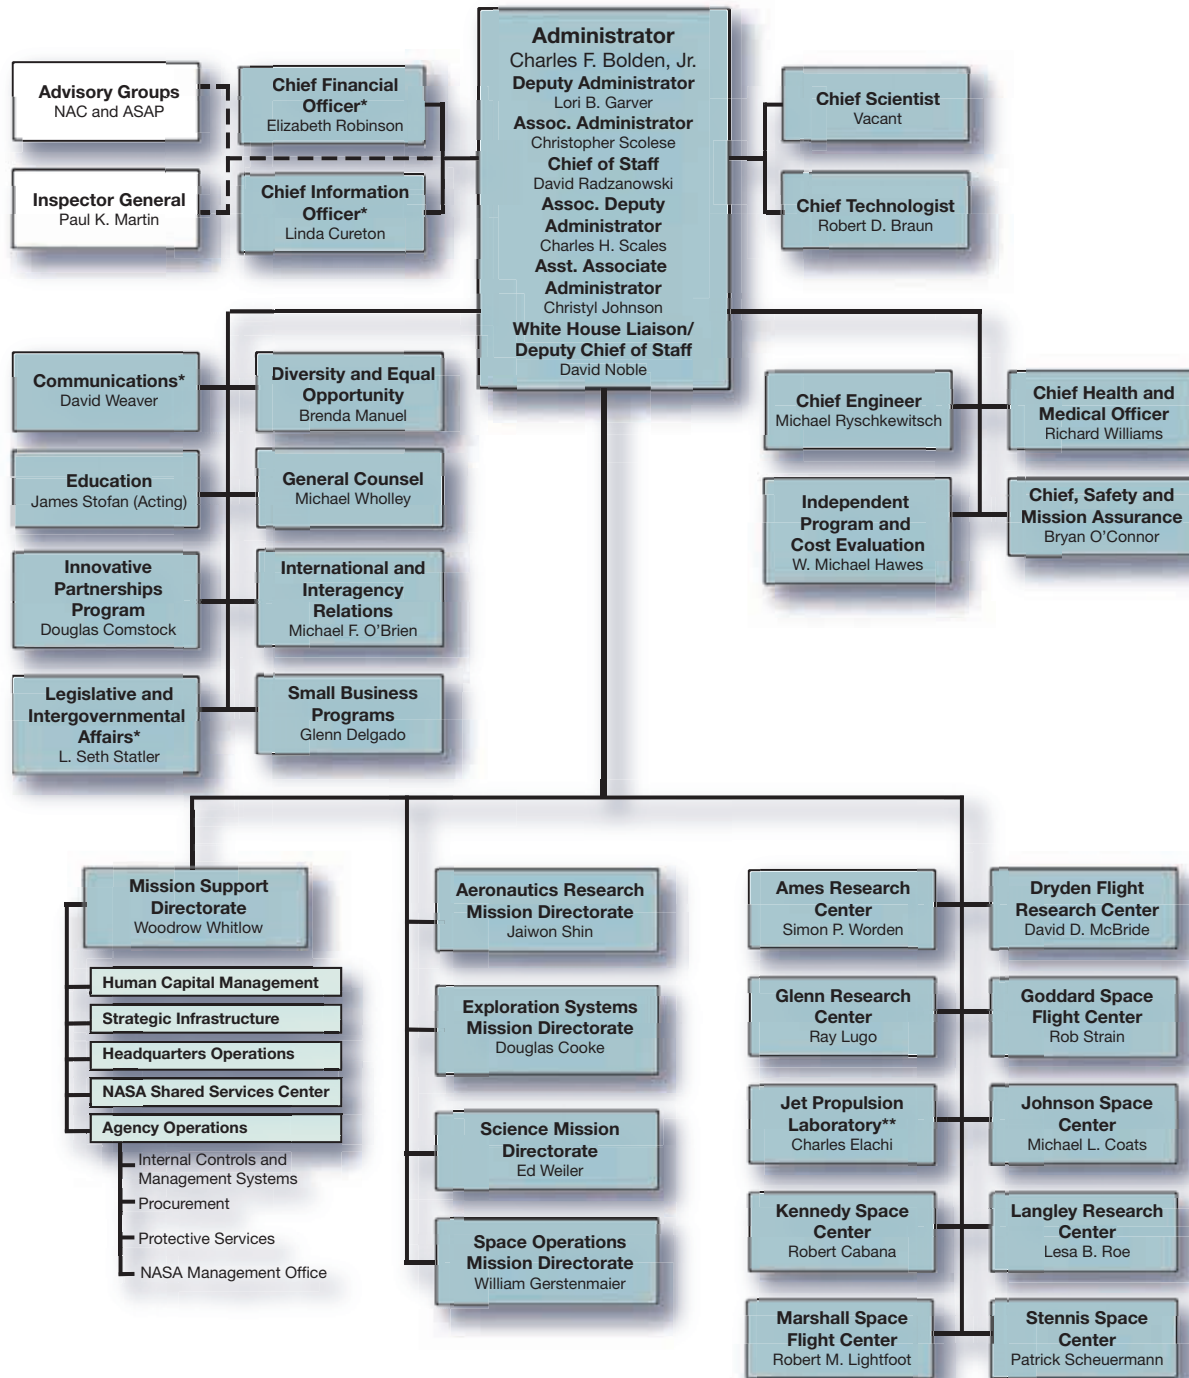 Administrator
Charles F. Bolden, Jr.
Deputy Administrator
Lori B. Garver
Assoc. Administrator
Christopher Scolese
Chief of Staff
David Radzanowski
Assoc. Deputy
Administrator
Charles H. Scales
Asst. Associate
Administrator
Christyl Johnson
White House Liaison/
Deputy Chief of Staff
David Noble
Advisory Groups
NAC and ASAP
Chief Financial
Officer*
Elizabeth Robinson
Inspector General
Paul K. Martin
Chief Information
Officer*
Linda Cureton
Chief Scientist
Vacant
Chief Technologist
Robert D. Braun
Communications*
David Weaver
Diversity and Equal
Opportunity
Brenda Manuel
Education
James Stofan (Acting)
General Counsel
Michael Wholley
Innovative
Partnerships
Program
Douglas Comstock
International and
Interagency
Relations
Michael F. O’Brien
Legislative and
Intergovernmental
Affairs*
L. Seth Statler
Small Business
Programs
Glenn Delgado
Chief Engineer
Michael Ryschkewitsch
Chief Health and
Medical Officer
Richard Williams
Independent
Program and
Cost Evaluation
W. Michael Hawes
Chief, Safety and
Mission Assurance
Bryan O’Connor
Mission Support
Directorate
Woodrow Whitlow
Human Capital Management
Strategic Infrastructure
Headquarters Operations
NASA Shared Services Center
Agency Operations
Internal Controls and
Management Systems
Procurement
Protective Services
NASA Management Office
Aeronautics Research
Mission Directorate
Jaiwon Shin
Exploration Systems
Mission Directorate
Douglas Cooke
Science Mission
Directorate
Ed Weiler
Space Operations
Mission Directorate
William Gerstenmaier
Ames Research
Center
Simon P. Worden
Dryden Flight
Research Center
David D. McBride
Glenn Research
Center
Ray Lugo
Goddard Space
Flight Center
Rob Strain
Jet Propulsion
Laboratory**
Charles Elachi
Johnson Space
Center
Michael L. Coats
Kennedy Space
Center
Robert Cabana
Langley Research
Center
Lesa B. Roe
Marshall Space
Flight Center
Robert M. Lightfoot
Stennis Space
Center
Patrick Scheuermann